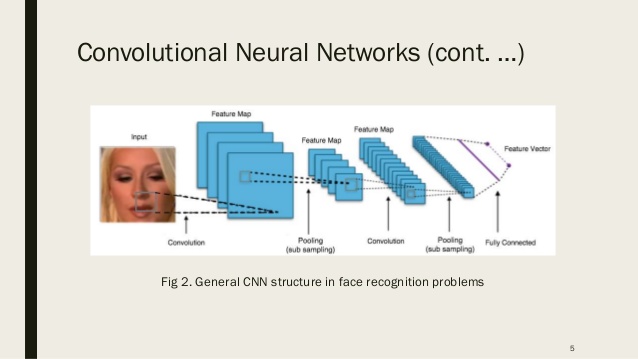 Convolutional Neural Networks (cont. ...)
Feature Map
Input
Feature Map
Feature Map
Feature Vector
Convolution
Pooling
(sub sampling)
Convolution
Pooling
(sub sampling)
Fully Connected
Fig 2. General CNN structure in face recognition problems
5